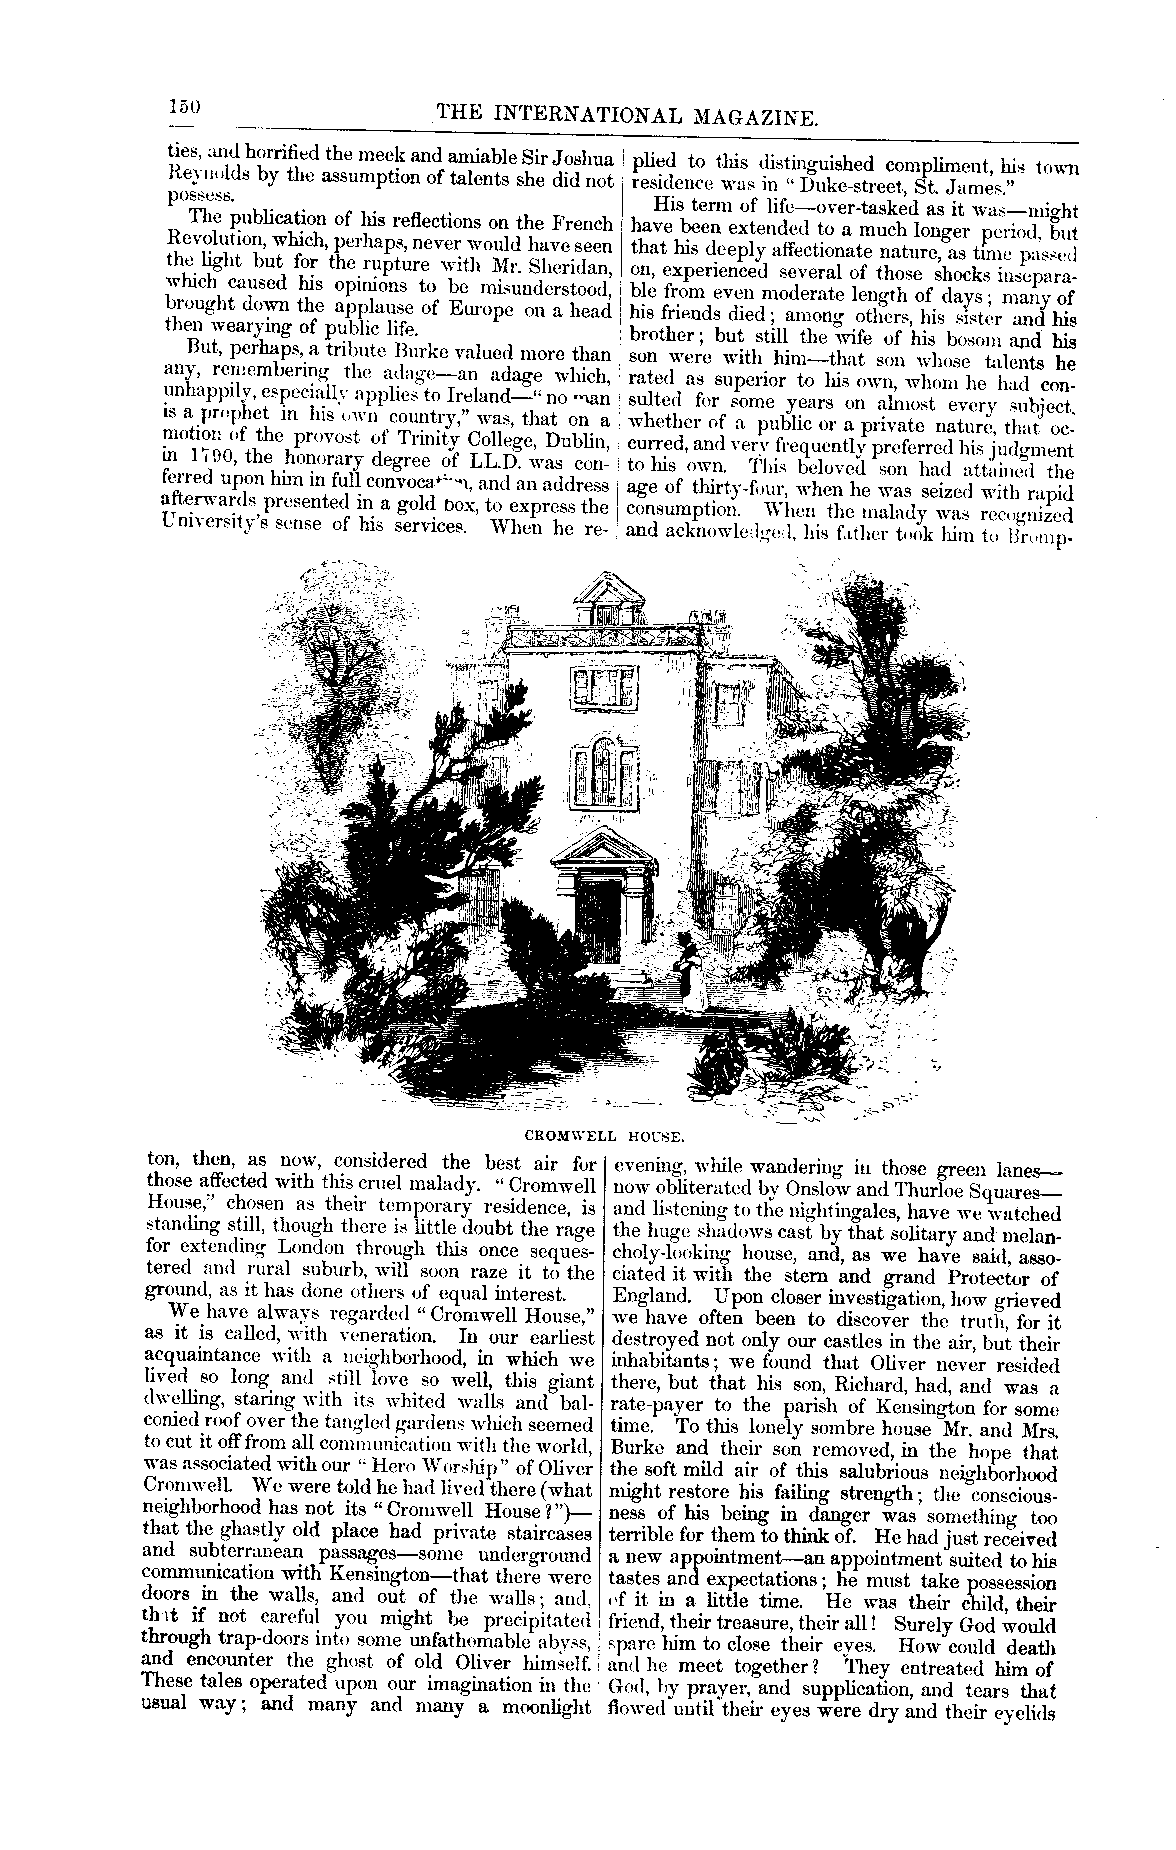 150
THE INTERNATIONAL MAGAZINE.
ties, and horrified the meek and amiable Sir Joshua
Reynolds by the assumption of talents she did not
possess.
The publication of his reflections on the French
Revolution, which, perhaps, never would have seen
the light but for the rupture with Mr. Sheridan,
which caused his opinions to be misunderstood,
brought down the applause of Europe on a head
then wearying of public life.
But, perhaps, a tribute Burke valued more than
any, remembering the adage—an adage which,
unhappily, especially applies to Ireland—"no man
is a prophet in his own country," was, that on a
motion of the provost of Trinity College, Dublin,
in 1790, the honorary degree of LL.D. was con-
ferred upon him in full convocation, and an address
afterwards presented in a gold box, to express the
University's sense of his services. When he re-
plied to this distinguished compliment, his town
residence was in "Duke-street, St. James."
His term of life—over-tasked as it was—might
have been extended to a much longer period, but
that his deeply affectionate nature, as time passed
on, experienced several of those shocks insepara-
ble from even moderate length of days; many of
his friends died; among others, his sister and his
brother; but still the wife of his bosom and his
son were with him—that son whose talents he
rated as superior to his own, whom he had con-
sulted for some years on almost every subject,
whether of a public or a private nature, that oc-
curred, and very frequently preferred his judgment
to his own. This beloved son had attained the
age of thirty-four, when he was seized with rapid
consumption. When the malady was recognized
and acknowledged, his father took him to Bromp-
CROMWELL HOUSE.
ton, then, as now, considered the best air for
those affected with this cruel malady. "Cromwell
House," chosen as their temporary residence, is
standing still, though there is little doubt the rage
for extending London through this once seques-
tered and rural suburb, will soon raze it to the
ground, as it has done others of equal interest.
We have always regarded "Cromwell House,"
as it is called, with veneration. In our earliest
acquaintance with a neighborhood, in which we
lived so long and still love so well, this giant
dwelling, staring with its whited walls and bal-
conied roof over the tangled gardens which seemed
to cut it off from all communication with the world,
was associated with our "Hero Worship" of Oliver
Cromwell. We were told he had lived there (what
neighborhood has not its "Cromwell House?")—
that the ghastly old place had private staircases
and subterranean passages—some underground
communication with Kensington—that there were
doors in the walls, and out of the walls; and,
that if not careful you might be precipitated
through trap-doors into some unfathomable abyss,
and encounter the ghost of old Oliver himself.
These tales operated upon our imagination in the
usual way; and many and many a moonlight
evening, while wandering in those green lanes—
now obliterated by Onslow and Thurloe Squares—
and listening to the nightingales, have we watched
the huge shadows cast by that solitary and melan-
choly-looking house, and, as we have said, asso-
ciated it with the stern and grand Protector of
England. Upon closer investigation, how grieved
we have often been to discover the truth, for it
destroyed not only our castles in the air, but their
inhabitants; we found that Oliver never resided
there, but that his son, Richard, had, and was a
rate-payer to the parish of Kensington for some
time. To this lonely sombre house Mr. and Mrs.
Burke and their son removed, in the hope that
the soft mild air of this salubrious neighborhood
might restore his failing strength; the conscious-
ness of his being in danger was something too
terrible for them to think of. He had just received
a new appointment—an appointment suited to his
tastes and expectations; he must take possession
of it in a little time. He was their child, their
friend, their treasure, their all! Surely God would
spare him to close their eyes. How could death
and he meet together? They entreated him of
God, by prayer, and supplication, and tears that
flowed until their eyes were dry and their eyelids